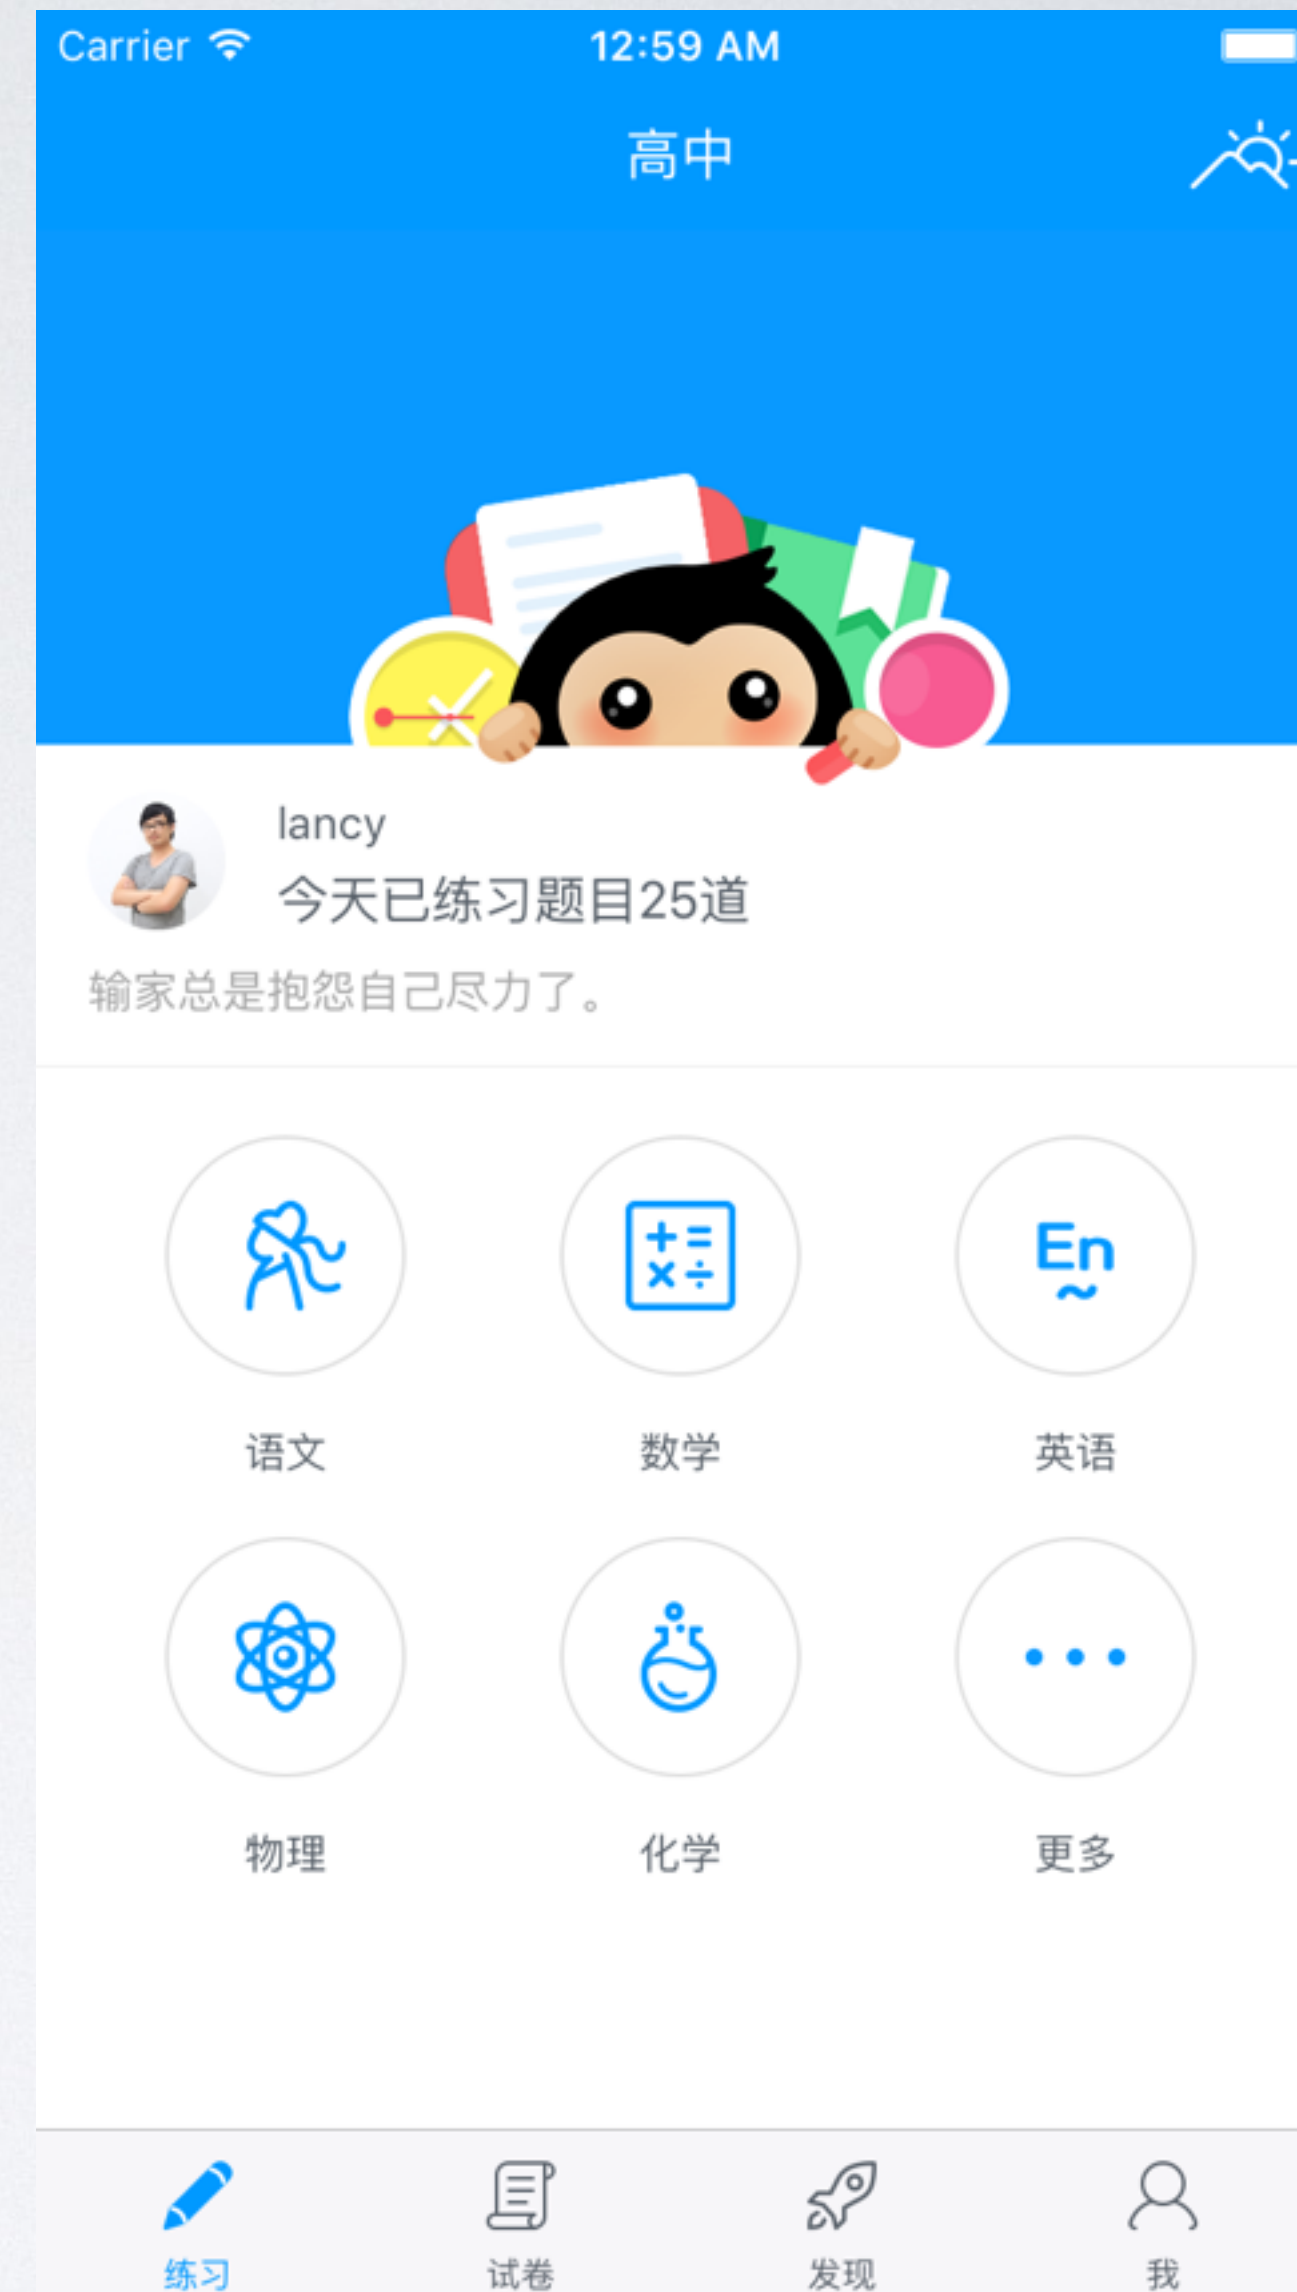 Carrier 12:59 AM
高中
lancy
今天已练习题目25道
输家总是抱怨自己尽力了。
En
语文 数学 英语
物理 化学 更多
练习 试卷 发现 我